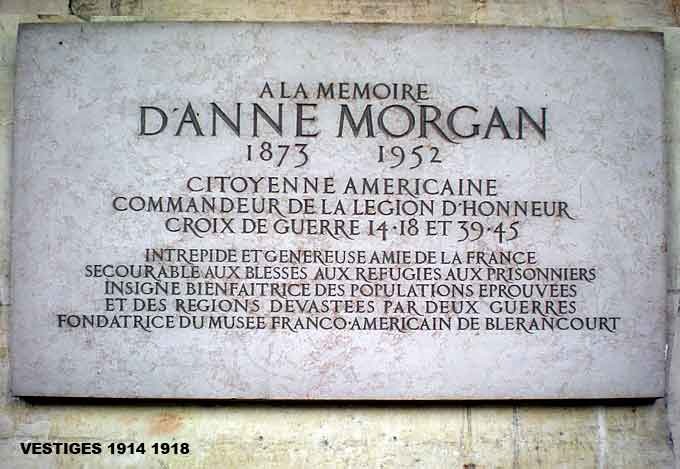 A LA MEMOIRE
D'ANNE MORGAN
1873 1952
CITOYENNE AMERICAINE
COMMANDEUR DE LA LEGION D'HONNEUR
CROIX DE GUERRE 14·18 ET 39·45
INTREPIDE ET GENEREUSE AMIE DE LA FRANCE
SECOURABLE AUX BLESSES AUX REFUGIES AUX PRISONNIERS
INSIGNE BIENFAITRICE DES POPULATIONS EPROUVÉES
ET DES REGIONS DEVASTEES PAR DEUX GUERRES
FONDATRICE DU MUSEE FRANCO·AMERICAIN DE BLERANCOURT
VESTIGES 1914 1918